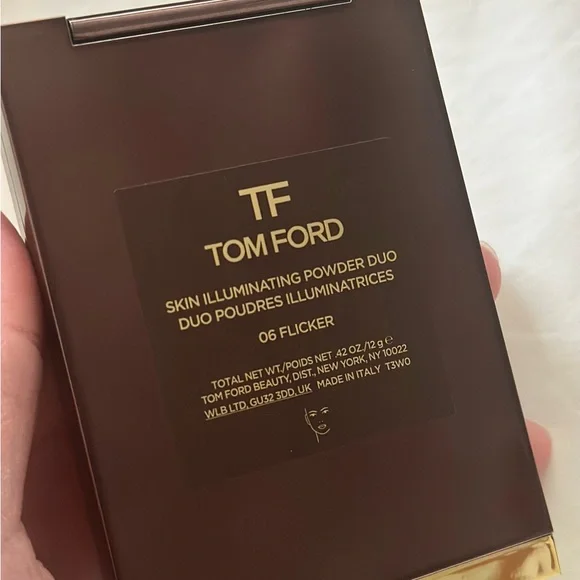 TF
TOM FORD
SKIN ILLUMINATING POWDER DUO
DUO POUDRES ILLUMINATRICES
06 FLICKER
TOTAL NET WT./POIDS NET .42 OZ./12 g ℮
TOM FORD BEAUTY, DIST., NEW YORK, NY 10022
WLB LTD, GU32 3DD, UK MADE IN ITALY T3W0